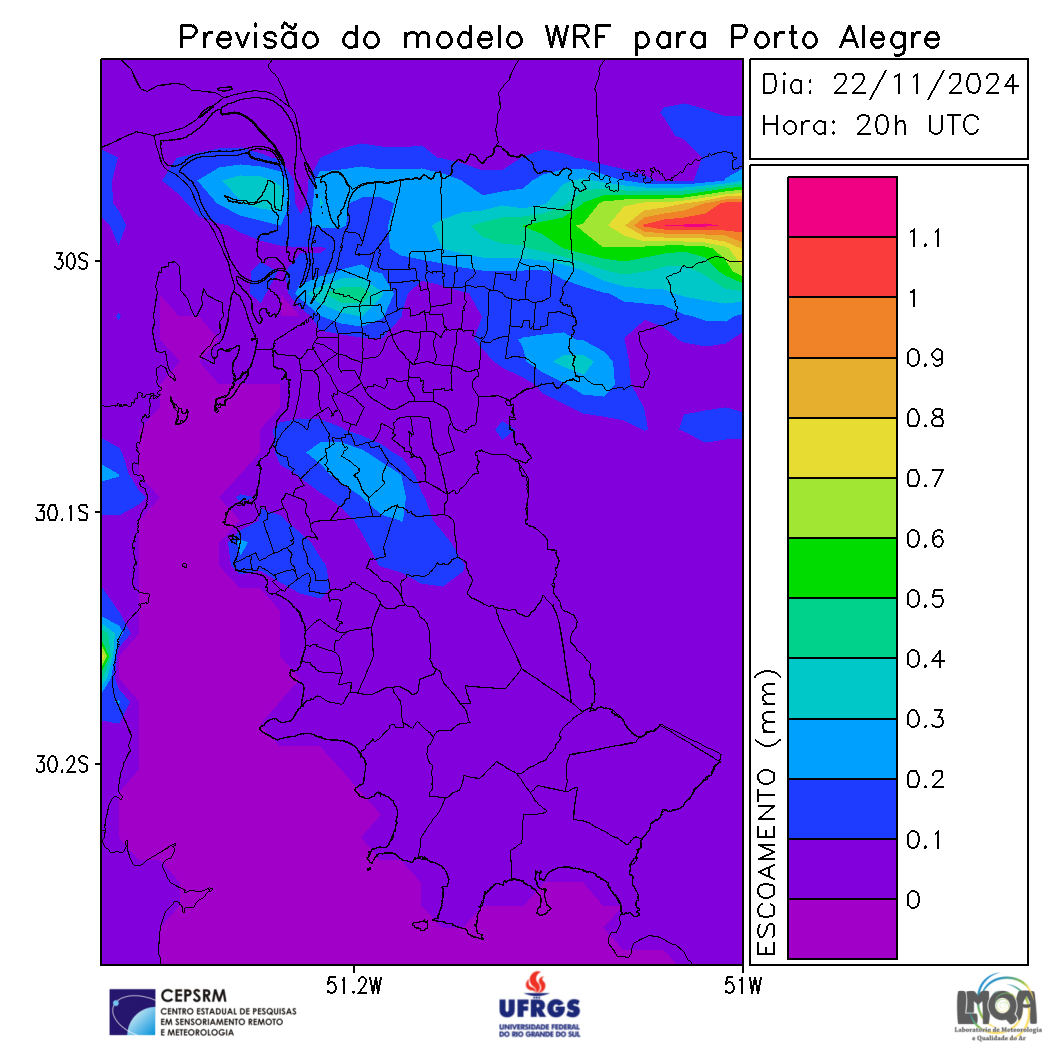 Previsão do modelo WRF para Porto Alegre
Dia: 22/11/2024
Hora: 20h UTC
30S
30.1S
30.2S
51.2W
51W
ESCOAMENTO (mm)
1.1
1
0.9
0.8
0.7
0.6
0.5
0.4
0.3
0.2
0.1
0
CEPSRM
CENTRO ESTADUAL DE PESQUISAS
EM SENSORIAMENTO REMOTO
E METEOROLOGIA
UFRGS
UNIVERSIDADE FEDERAL
DO RIO GRANDE DO SUL
LMQA
Laboratório de Meteorologia
e Qualidade do Ar